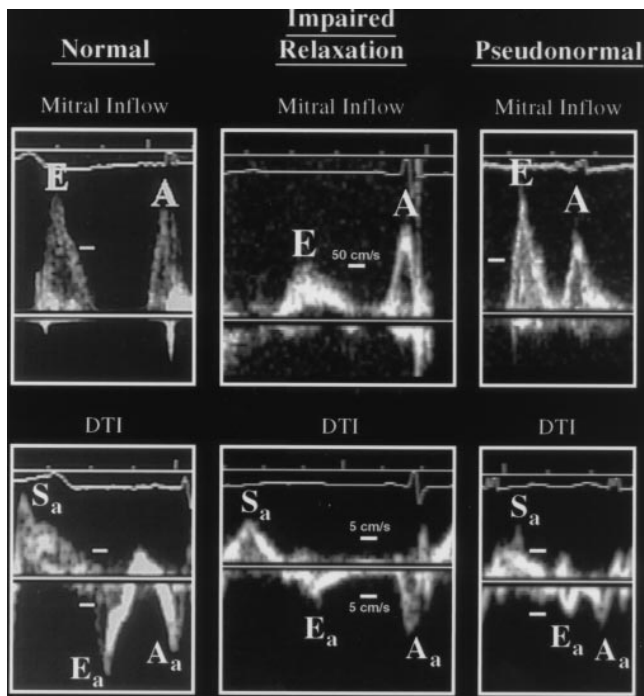 Normal
Impaired
Relaxation
Pseudonormal
Mitral Inflow
Mitral Inflow
Mitral Inflow
E
A
E
50 cm/s
A
E
A
DTI
DTI
DTI
Sa
Ea
Aa
Sa
5 cm/s
5 cm/s
Ea
Aa
Sa
Ea
Aa